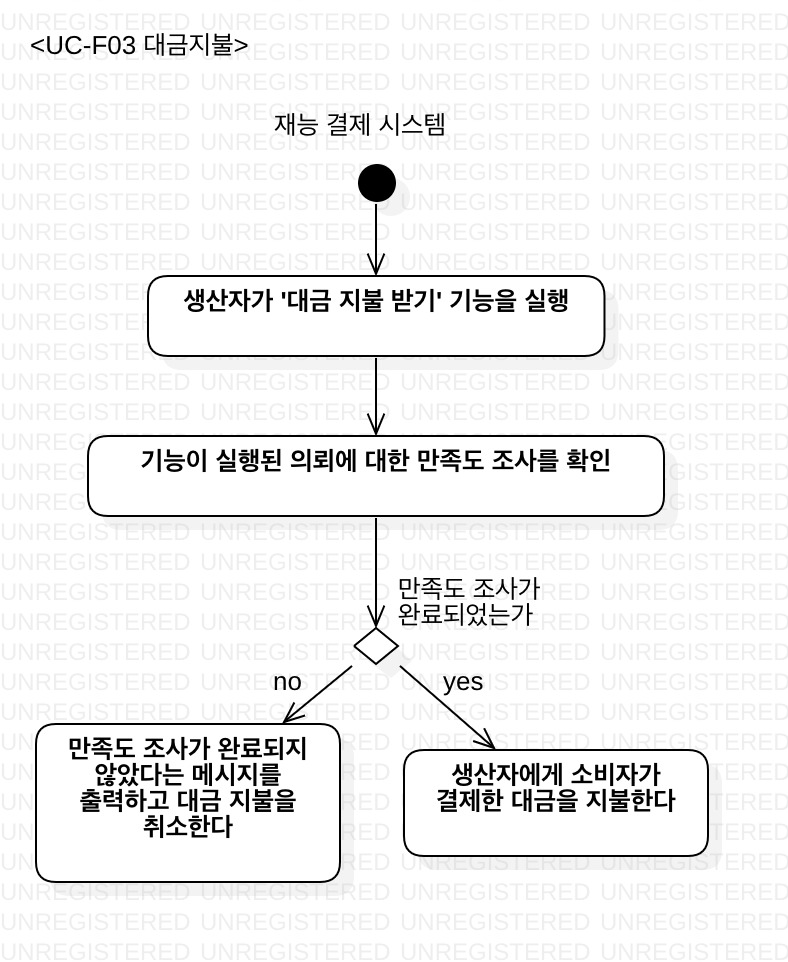 <UC-F03 대금지불>
재능 결제 시스템
생산자가 '대금 지불 받기' 기능을 실행
기능이 실행된 의뢰에 대한 만족도 조사를 확인
만족도 조사가
완료되었는가
no
yes
만족도 조사가 완료되지
않았다는 메시지를
출력하고 대금 지불을
취소한다
생산자에게 소비자가
결제한 대금을 지불한다
UNREGISTERED